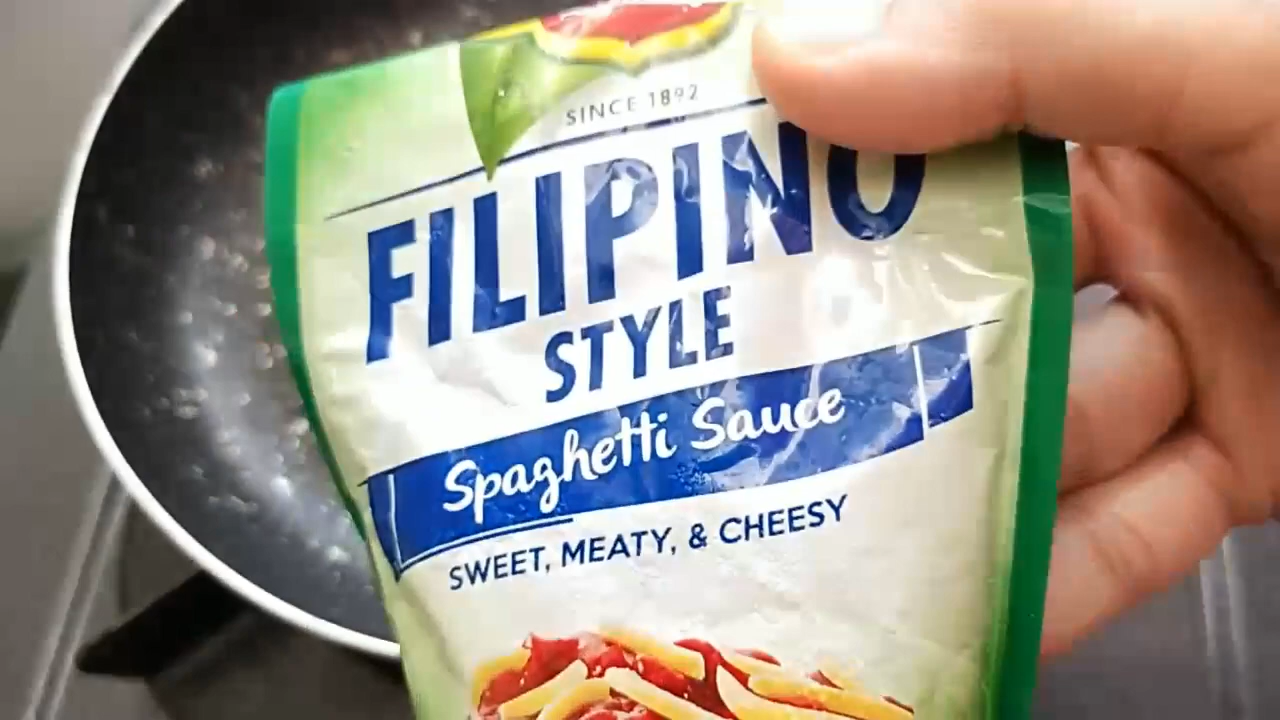 SINCE 1892
FILIPINO
STYLE
Spaghetti Sauce
SWEET, MEATY, & CHEESY